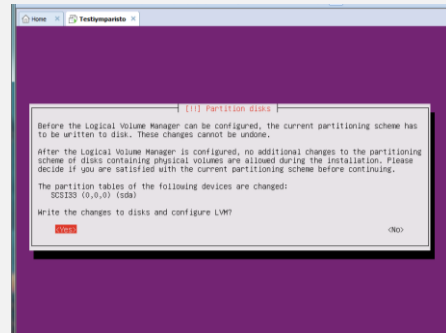 Home × Testiympäristö ×
[!!] Partition disks
Before the Logical Volume Manager can be configured, the current partitioning scheme has
to be written to disk. These changes cannot be undone.
After the Logical Volume Manager is configured, no additional changes to the partitioning
scheme of disks containing physical volumes are allowed during the installation. Please
decide if you are satisfied with the current partitioning scheme before continuing.
The partition tables of the following devices are changed:
SCSI33 (0,0,0) (sda)
Write the changes to disks and configure LVM?
<Yes> <No>